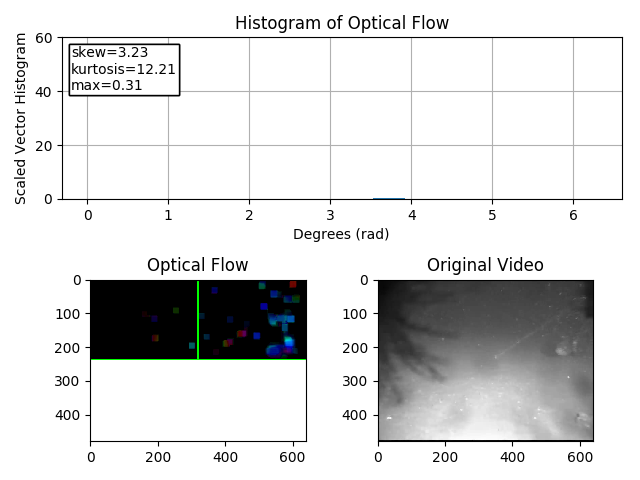 Histogram of Optical Flow
Scaled Vector Histogram
60
40
20
0
skew=3.23
kurtosis=12.21
max=0.31
0 1 2 3 4 5 6
Degrees (rad)
Optical Flow
0
100
200
300
400
0 200 400 600
Original Video
0
100
200
300
400
0 200 400 600